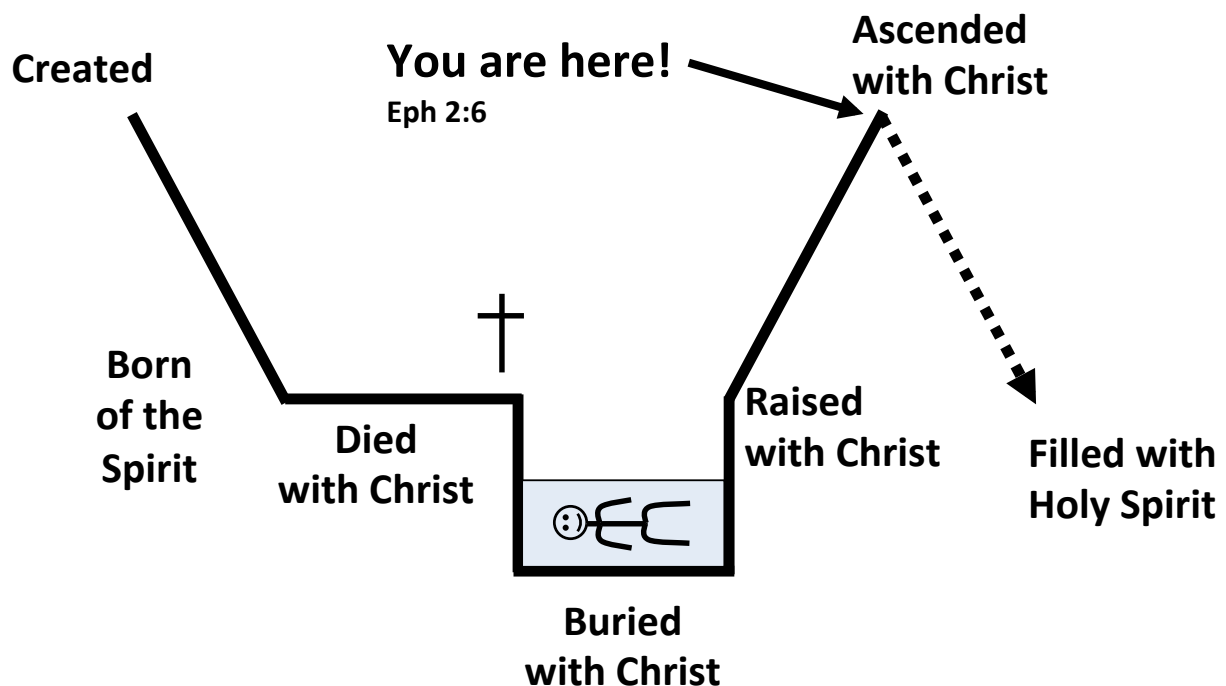 Created
You are here!
Eph 2:6
Ascended
with Christ
Born
of the
Spirit
Died
with Christ
Raised
with Christ
Filled with
Holy Spirit
Buried
with Christ